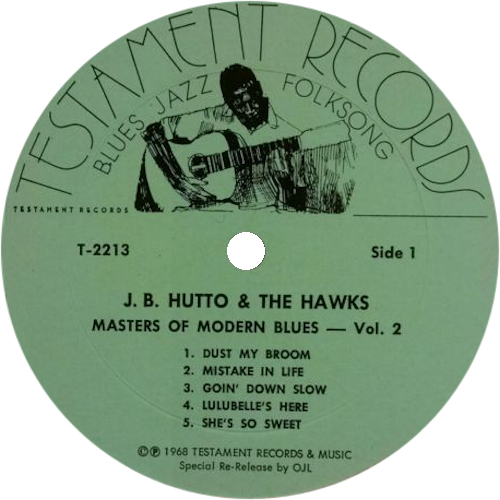 TESTAMENT RECORDS
BLUES JAZZ FOLKSONG
TESTAMENT RECORDS
T-2213
Side 1
J. B. HUTTO & THE HAWKS
MASTERS OF MODERN BLUES — Vol. 2
1. DUST MY BROOM
2. MISTAKE IN LIFE
3. GOIN' DOWN SLOW
4. LULUBELLE'S HERE
5. SHE'S SO SWEET
©℗ 1968 TESTAMENT RECORDS & MUSIC
Special Re-Release by OJL